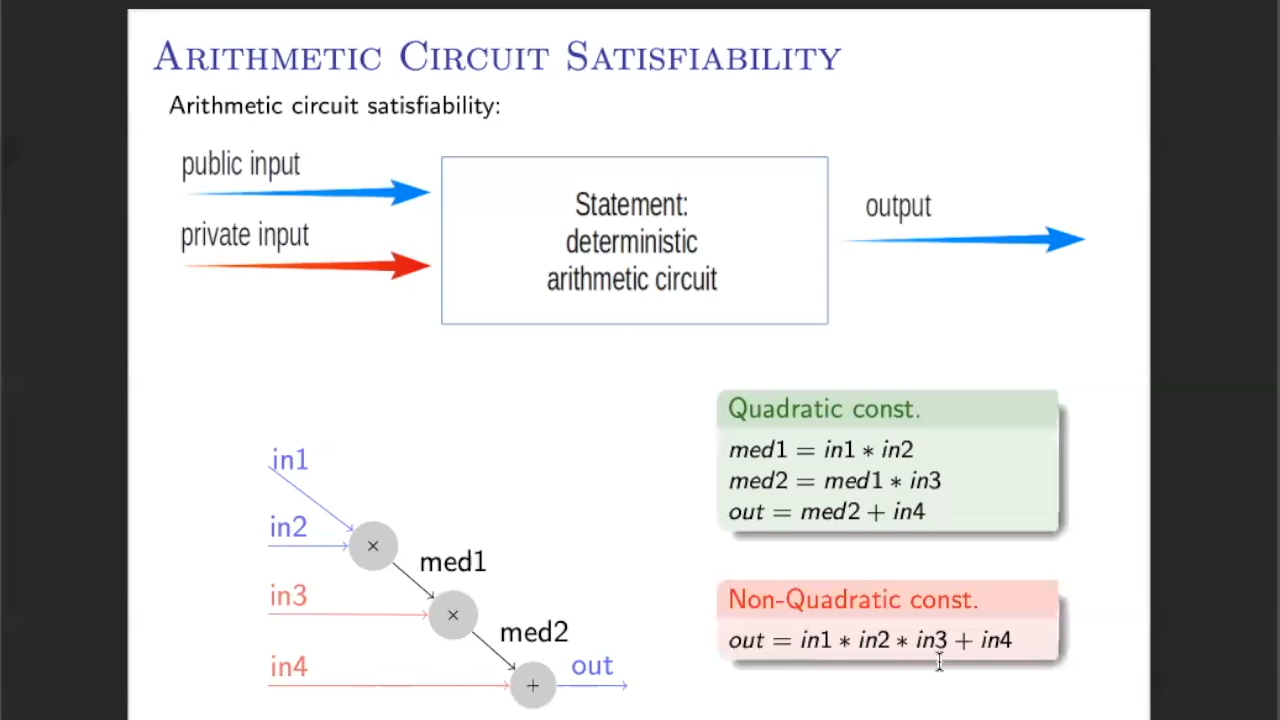 ARITHMETIC CIRCUIT SATISFIABILITY
Arithmetic circuit satisfiability:
public input
private input
Statement:
deterministic
arithmetic circuit
output
in1
in2
×
med1
in3
×
med2
in4
+
out
Quadratic const.
med1 = in1 ∗ in2
med2 = med1 ∗ in3
out = med2 + in4
Non-Quadratic const.
out = in1 ∗ in2 ∗ in3 + in4